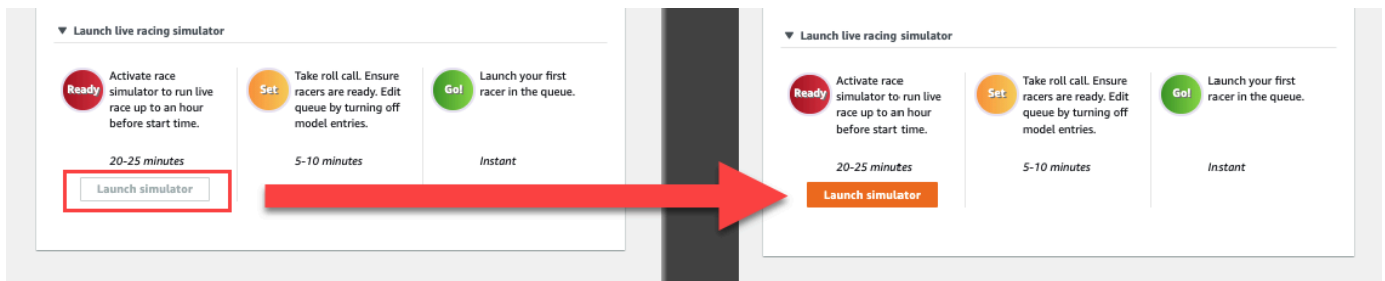 ▼ Launch live racing simulator
Ready
Activate race
simulator to run live
race up to an hour
before start time.
20-25 minutes
Launch simulator
Set
Take roll call. Ensure
racers are ready. Edit
queue by turning off
model entries.
5-10 minutes
Go!
Launch your first
racer in the queue.
Instant
▼ Launch live racing simulator
Ready
Activate race
simulator to run live
race up to an hour
before start time.
20-25 minutes
Launch simulator
Set
Take roll call. Ensure
racers are ready. Edit
queue by turning off
model entries.
5-10 minutes
Go!
Launch your first
racer in the queue.
Instant